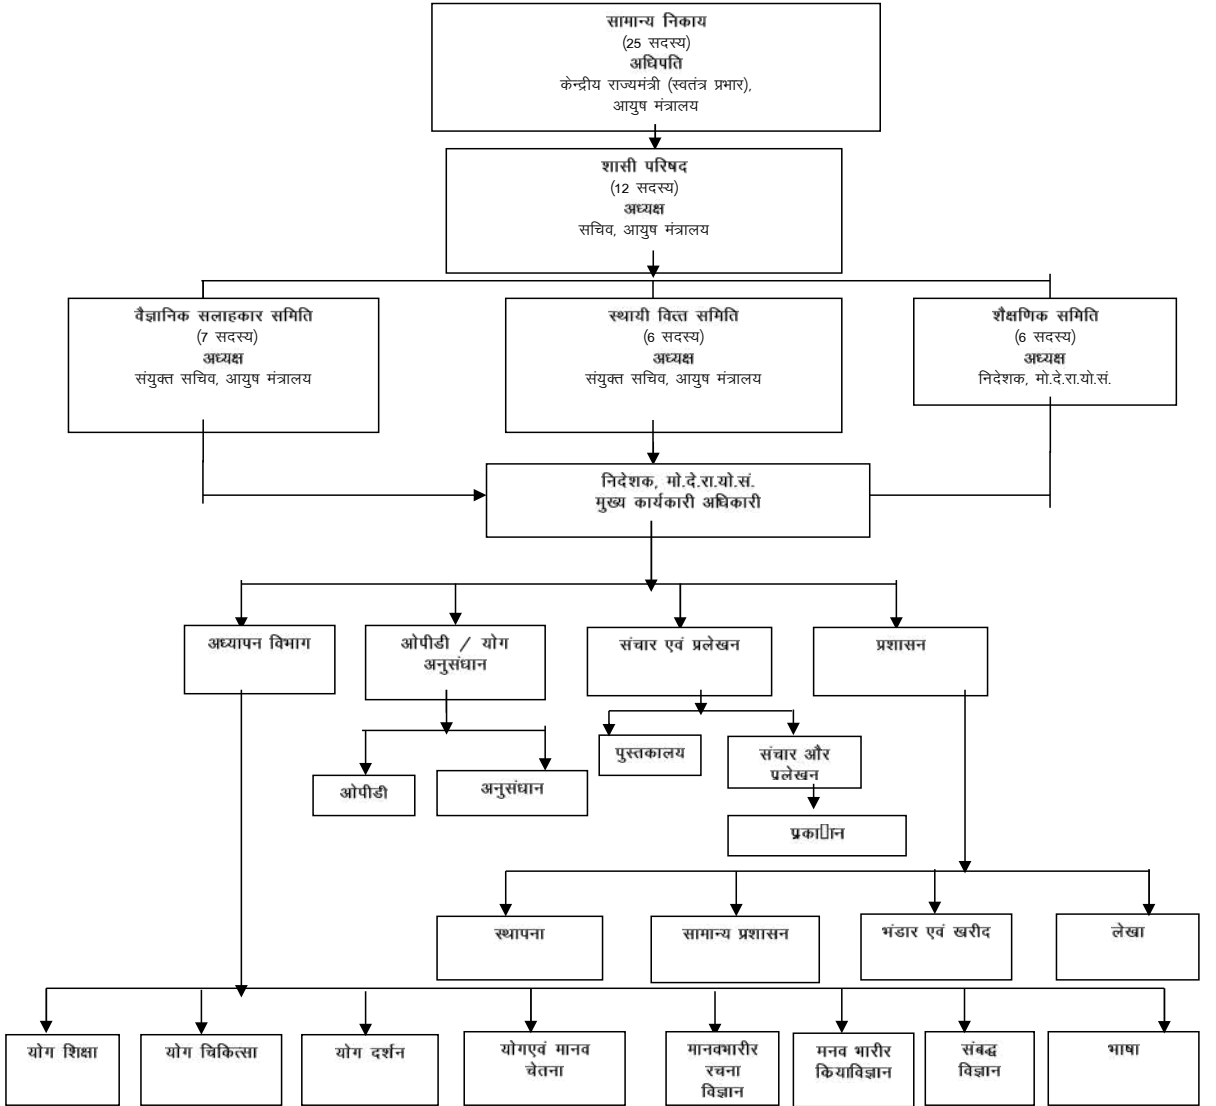 सामान्य निकाय
(25 सदस्य)
अधिपति
केन्द्रीय राज्यमंत्री (स्वतंत्र प्रभार),
आयुष मंत्रालय
शासी परिषद
(12 सदस्य)
अध्यक्ष
सचिव, आयुष मंत्रालय
वैज्ञानिक सलाहकार समिति
(7 सदस्य)
अध्यक्ष
संयुक्त सचिव, आयुष मंत्रालय
स्थायी वित्त समिति
(6 सदस्य)
अध्यक्ष
संयुक्त सचिव, आयुष मंत्रालय
शैक्षणिक समिति
(6 सदस्य)
अध्यक्ष
निदेशक, मो.दे.रा.यो.सं.
निदेशक, मो.दे.रा.यो.सं.
मुख्य कार्यकारी अधिकारी
अध्यापन विभाग
ओपीडी / योग
अनुसंधान
संचार एवं प्रलेखन
प्रशासन
पुस्तकालय
संचार और
प्रलेखन
ओपीडी
अनुसंधान
स्थापना
सामान्य प्रशासन
भंडार एवं खरीद
लेखा
योग शिक्षा
योग चिकित्सा
योग दर्शन
योगएवं मानव
चेतना
मानवभारीर
रचना
विज्ञान
मनव भारीर
कियाविज्ञान
संबद्ध
विज्ञान
भाषा